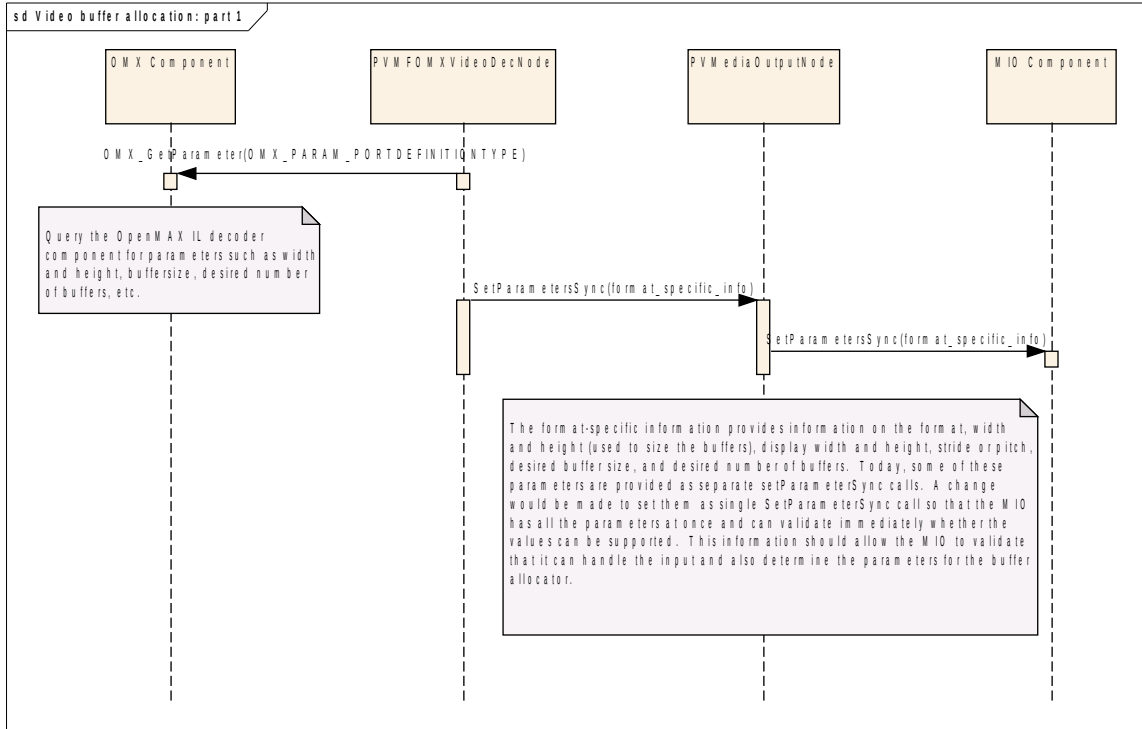 sd Video buffer allocation: part 1
OMX Component
PVMFOMXVideoDecNode
PVMediaOutputNode
MIO Component
OMX_GetParameter(OMX_PARAM_PORTDEFINITIONTYPE)
Query the OpenMAX IL decoder
component for parameters such as width
and height, buffersize, desired number
of buffers, etc.
SetParametersSync(format_specific_info)
SetParametersSync(format_specific_info)
The format-specific information provides information on the format, width
and height (used to size the buffers), display width and height, stride or pitch,
desired buffer size, and desired number of buffers. Today, some of these
parameters are provided as separate setParameterSync calls. A change
would be made to set them as single SetParameterSync call so that the MIO
has all the parameters at once and can validate immediately whether the
values can be supported. This information should allow the MIO to validate
that it can handle the input and also determine the parameters for the buffer
allocator.